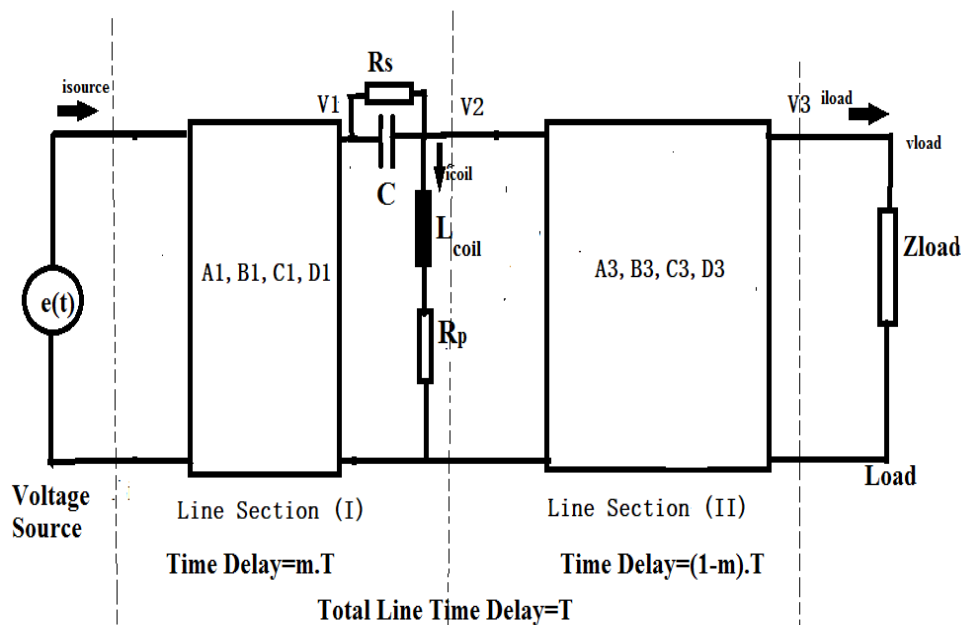 Rs
isource
V1
V2
V3
iload
vload
icoil
C
L coil
Zload
A1, B1, C1, D1
A3, B3, C3, D3
e(t)
Rp
Load
Voltage
Source
Line Section (I)
Line Section (II)
Time Delay=m.T
Time Delay=(1-m).T
Total Line Time Delay=T